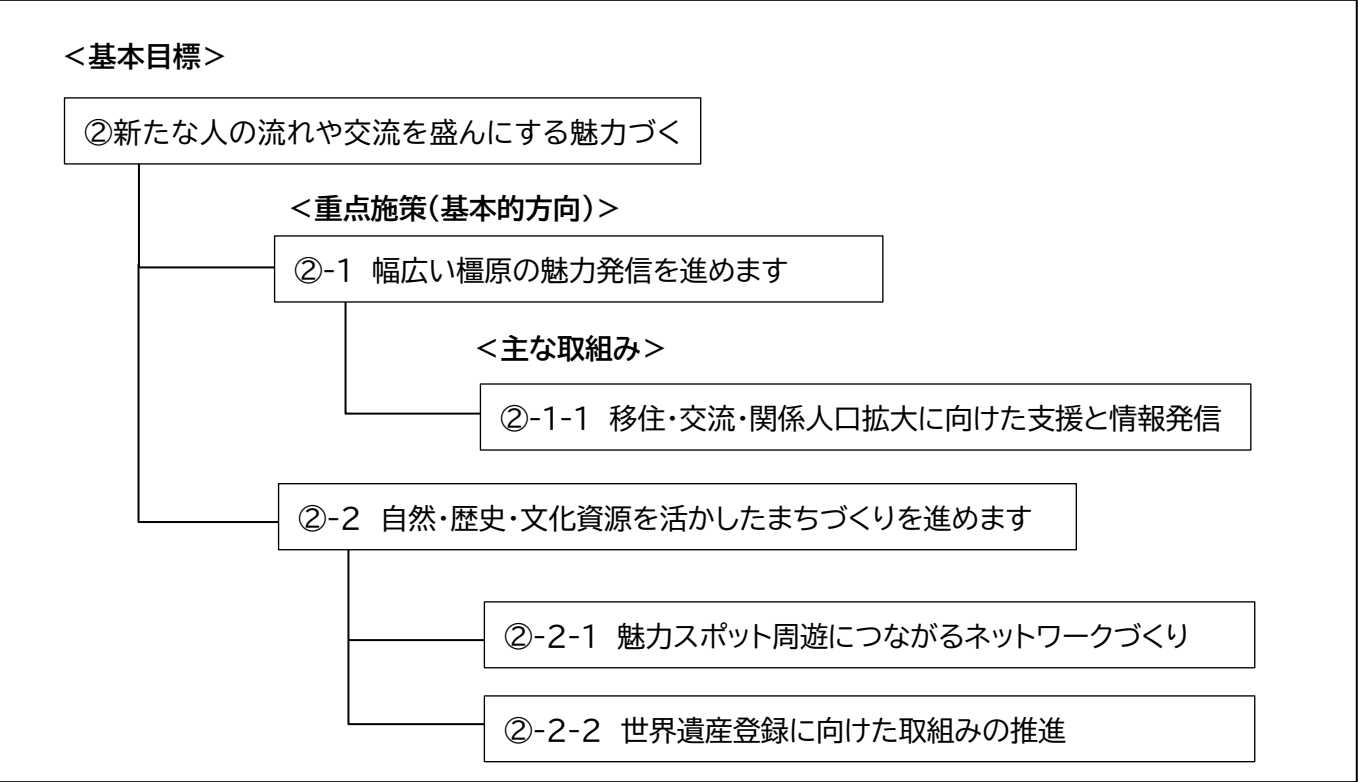 ＜基本目標＞
②新たな人の流れや交流を盛んにする魅力づく
＜重点施策(基本的方向)＞
②-1 幅広い橿原の魅力発信を進めます
＜主な取組み＞
②-1-1 移住・交流・関係人口拡大に向けた支援と情報発信
②-2 自然・歴史・文化資源を活かしたまちづくりを進めます
②-2-1 魅力スポット周遊につながるネットワークづくり
②-2-2 世界遺産登録に向けた取組みの推進